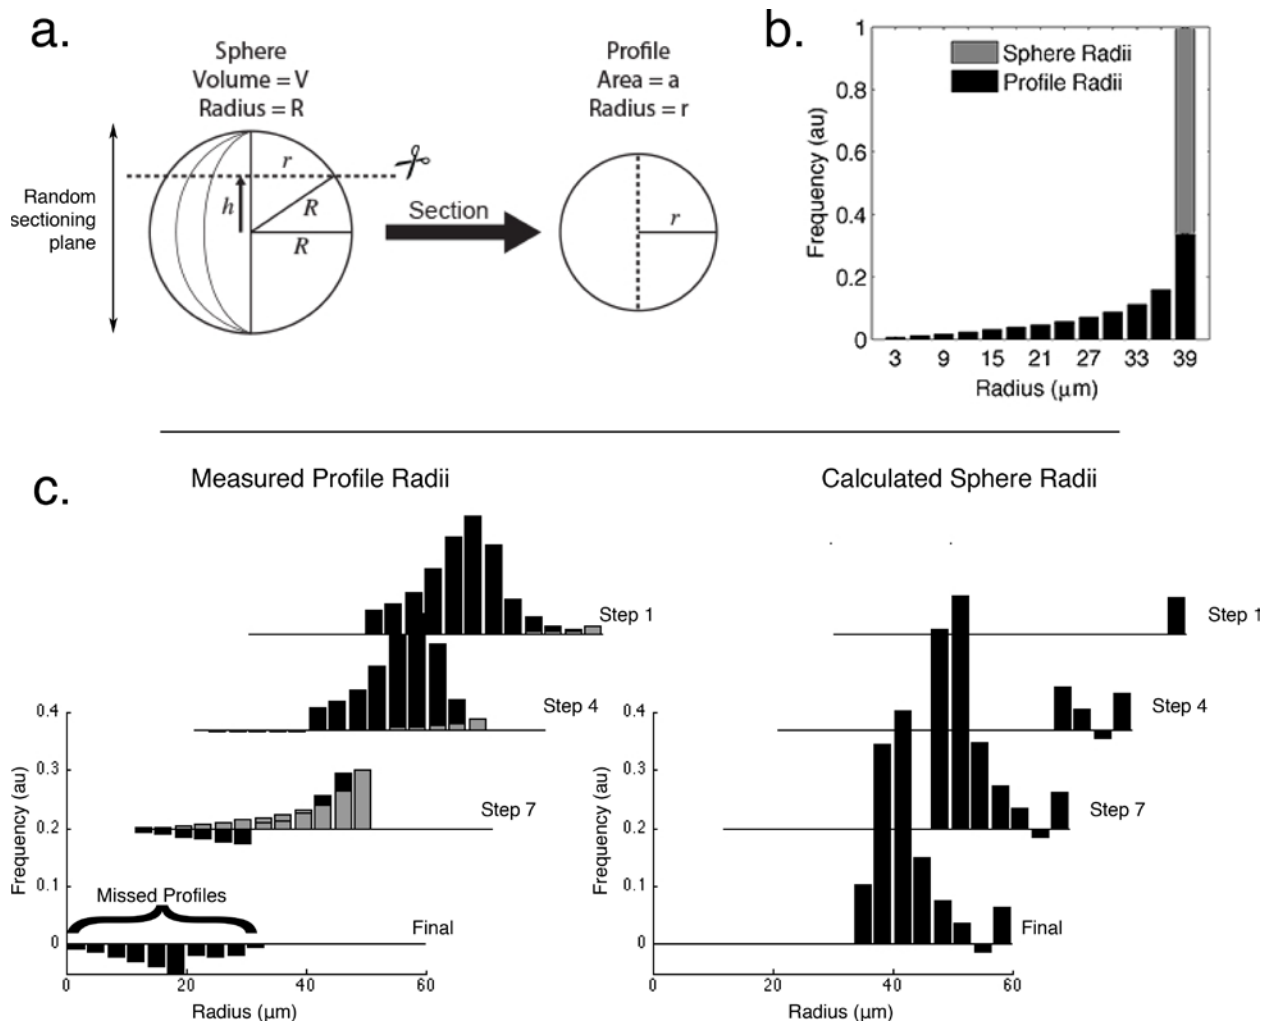 a.
Sphere
Volume = V
Radius = R
Profile
Area = a
Radius = r
Random
sectioning
plane
r
h
R
R
Section
r
b.
Sphere Radii
Profile Radii
Frequency (au)
1
0.8
0.6
0.4
0.2
0
3 9 15 21 27 33 39
Radius (μm)
c.
Measured Profile Radii
Step 1
Step 4
Step 7
Final
Missed Profiles
Frequency (au)
0.4
0.3
0.2
0.1
0
0 20 40 60
Radius (μm)
Calculated Sphere Radii
Step 1
Step 4
Step 7
Final
Frequency (au)
0.4
0.3
0.2
0.1
0
0 20 40 60
Radius (μm)